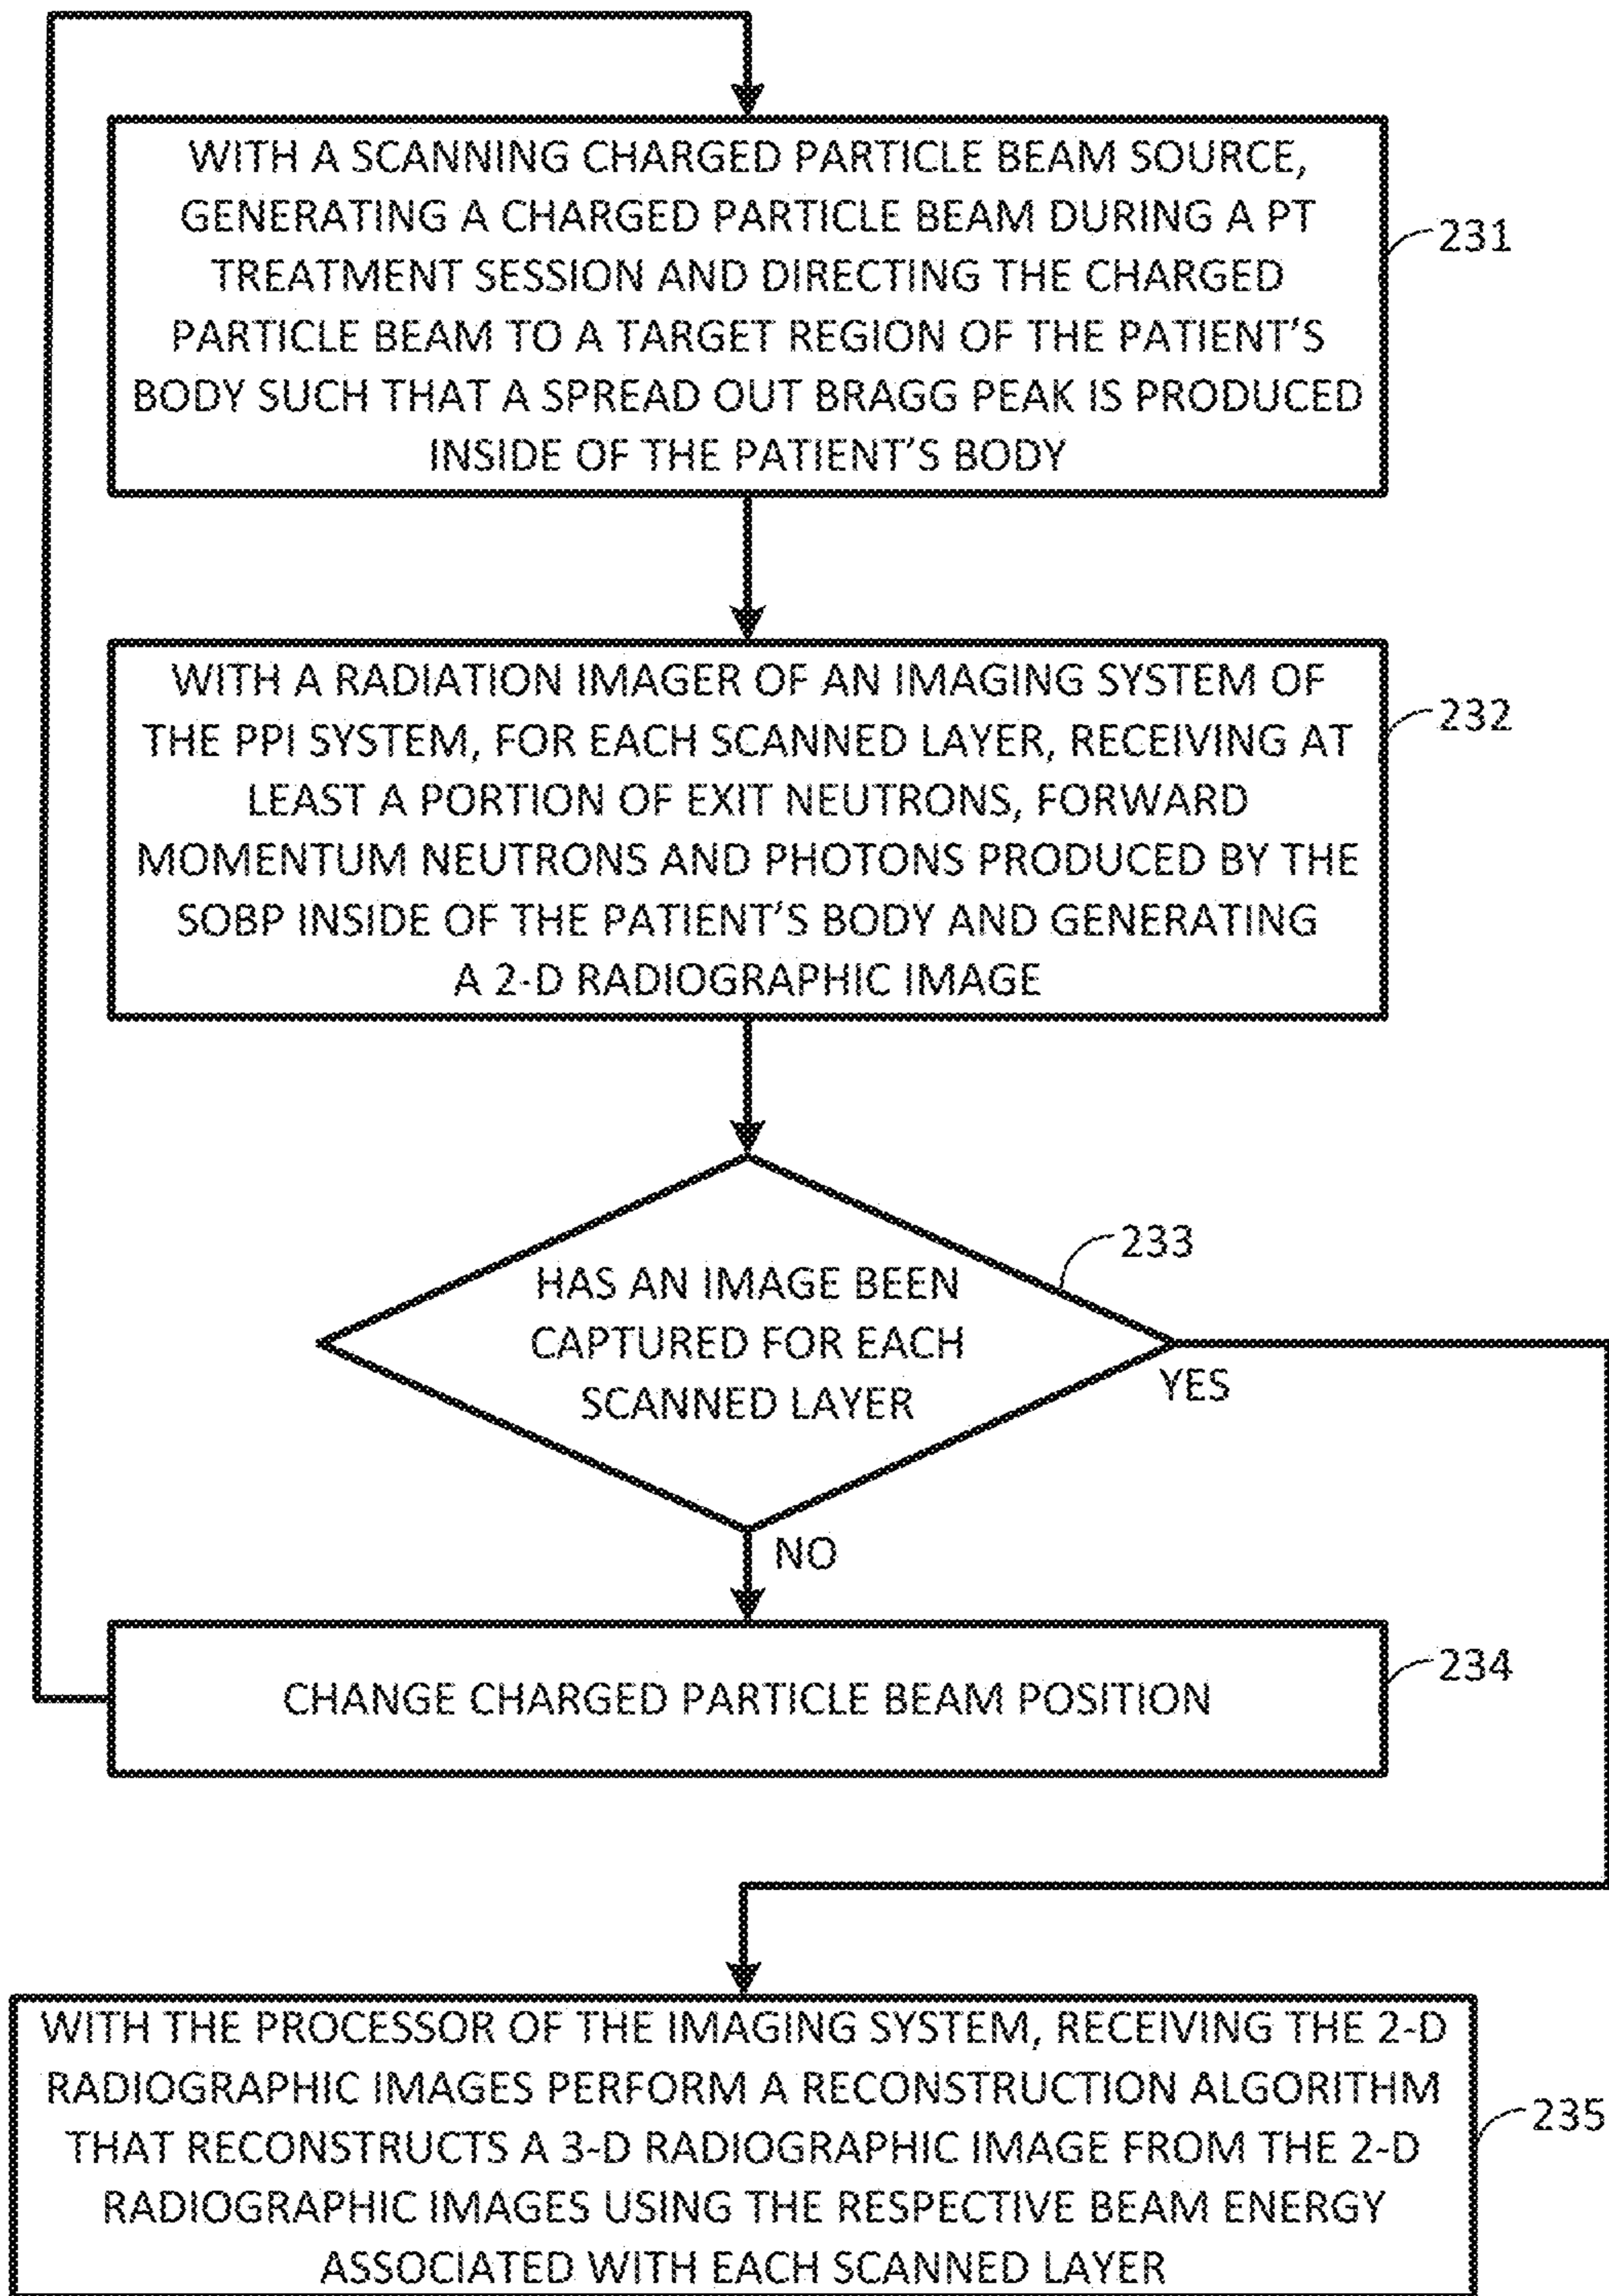 WITH A SCANNING CHARGED PARTICLE BEAM SOURCE,
GENERATING A CHARGED PARTICLE BEAM DURING A PT
TREATMENT SESSION AND DIRECTING THE CHARGED
PARTICLE BEAM TO A TARGET REGION OF THE PATIENT'S
BODY SUCH THAT A SPREAD OUT BRAGG PEAK IS PRODUCED
INSIDE OF THE PATIENT'S BODY
231
WITH A RADIATION IMAGER OF AN IMAGING SYSTEM OF
THE PPI SYSTEM, FOR EACH SCANNED LAYER, RECEIVING AT
LEAST A PORTION OF EXIT NEUTRONS, FORWARD
MOMENTUM NEUTRONS AND PHOTONS PRODUCED BY THE
SOBP INSIDE OF THE PATIENT'S BODY AND GENERATING
A 2-D RADIOGRAPHIC IMAGE
232
HAS AN IMAGE BEEN
CAPTURED FOR EACH
SCANNED LAYER
233
YES
NO
CHANGE CHARGED PARTICLE BEAM POSITION
234
WITH THE PROCESSOR OF THE IMAGING SYSTEM, RECEIVING THE 2-D
RADIOGRAPHIC IMAGES PERFORM A RECONSTRUCTION ALGORITHM
THAT RECONSTRUCTS A 3-D RADIOGRAPHIC IMAGE FROM THE 2-D
RADIOGRAPHIC IMAGES USING THE RESPECTIVE BEAM ENERGY
ASSOCIATED WITH EACH SCANNED LAYER
235